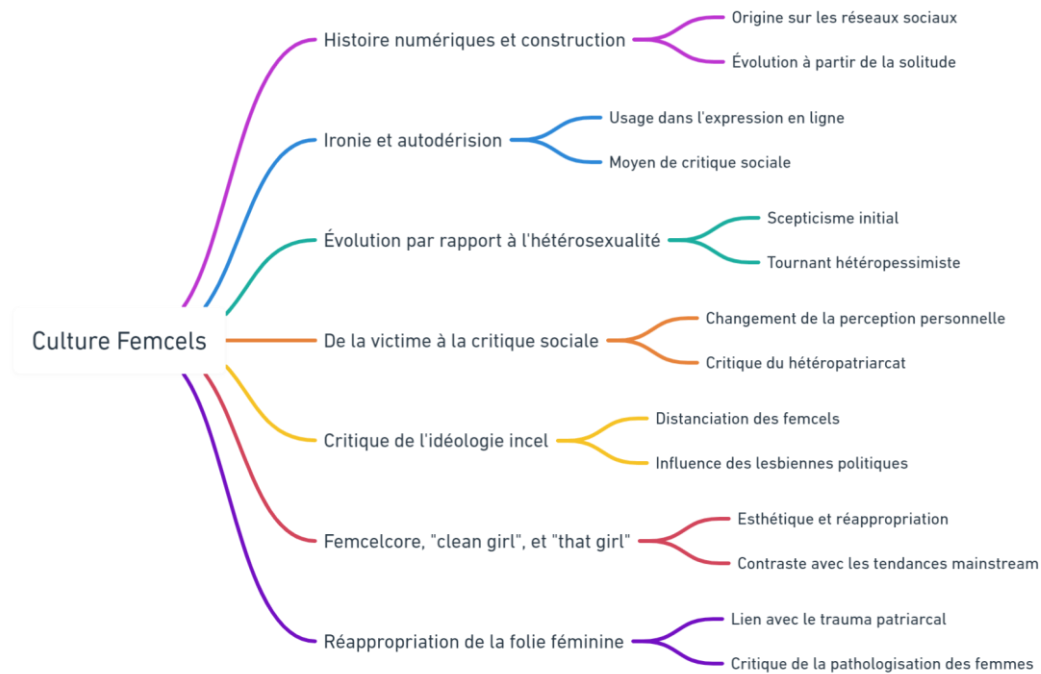 Culture Femcels
Histoire numériques et construction
Origine sur les réseaux sociaux
Évolution à partir de la solitude
Ironie et autodérision
Usage dans l'expression en ligne
Moyen de critique sociale
Évolution par rapport à l'hétérosexualité
Scepticisme initial
Tournant hétéropessimiste
De la victime à la critique sociale
Changement de la perception personnelle
Critique du hétéropatriarcat
Critique de l'idéologie incel
Distanciation des femcels
Influence des lesbiennes politiques
Femcelcore, "clean girl", et "that girl"
Esthétique et réappropriation
Contraste avec les tendances mainstream
Réappropriation de la folie féminine
Lien avec le trauma patriarcal
Critique de la pathologisation des femmes